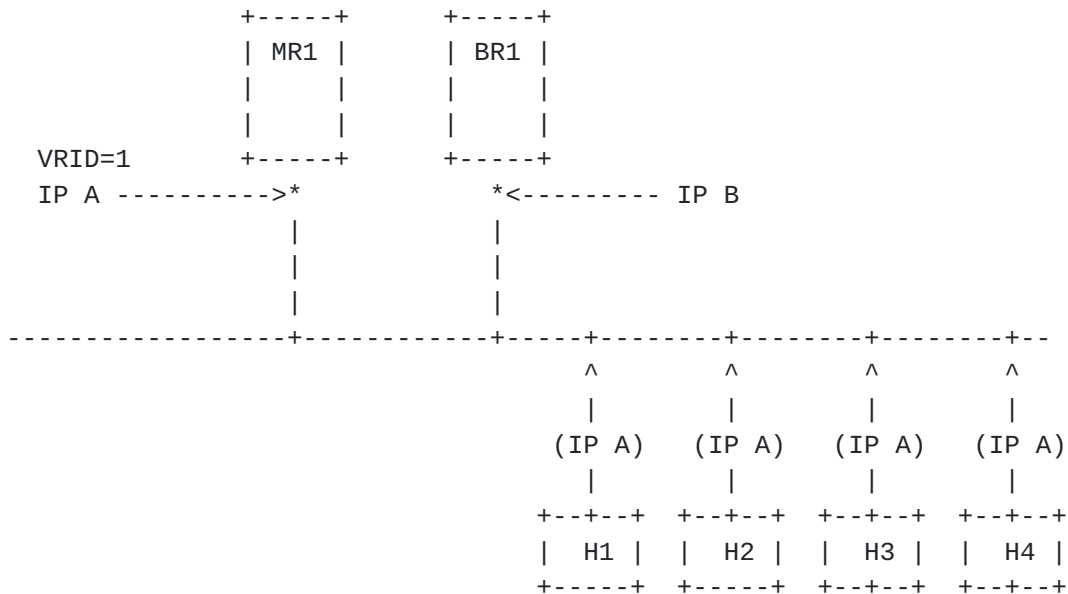 MR1 BR1
VRID=1
IP A IP B
(IP A) (IP A) (IP A) (IP A)
H1 H2 H3 H4